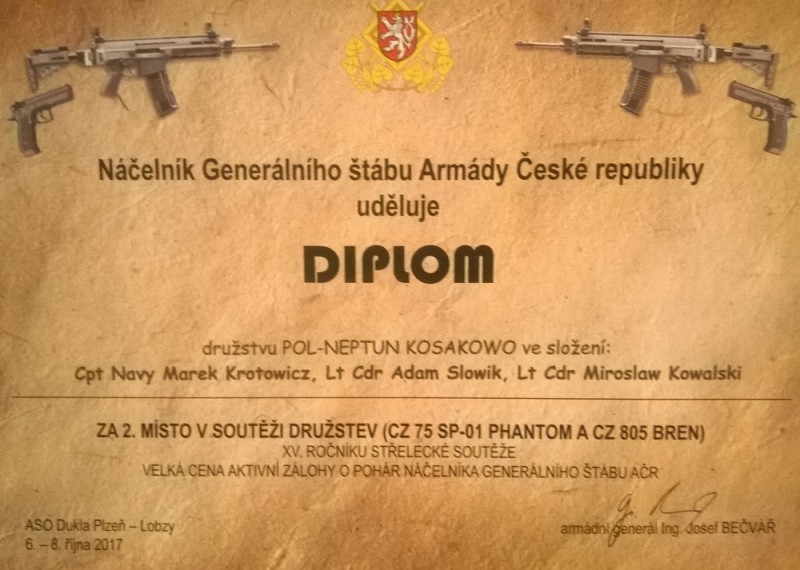 Náčelník Generálního štábu Armády České republiky
uděluje
DIPLOM
družstvu POL-NEPTUN KOSAKOWO ve složení:
Cpt Navy Marek Krotowicz, Lt Cdr Adam Slowik, Lt Cdr Miroslaw Kowalski
ZA 2. MÍSTO V SOUTĚŽI DRUŽSTEV (CZ 75 SP-01 PHANTOM A CZ 805 BREN)
XV. ROČNÍKU STŘELECKÉ SOUTĚŽE
VELKÁ CENA AKTIVNÍ ZÁLOHY O POHÁR NÁČELNÍKA GENERÁLNÍHO ŠTÁBU AČR
ASO Dukla Plzeň – Lobzy
6. – 8. října 2017
armádní generál Ing. Josef BEČVÁŘ